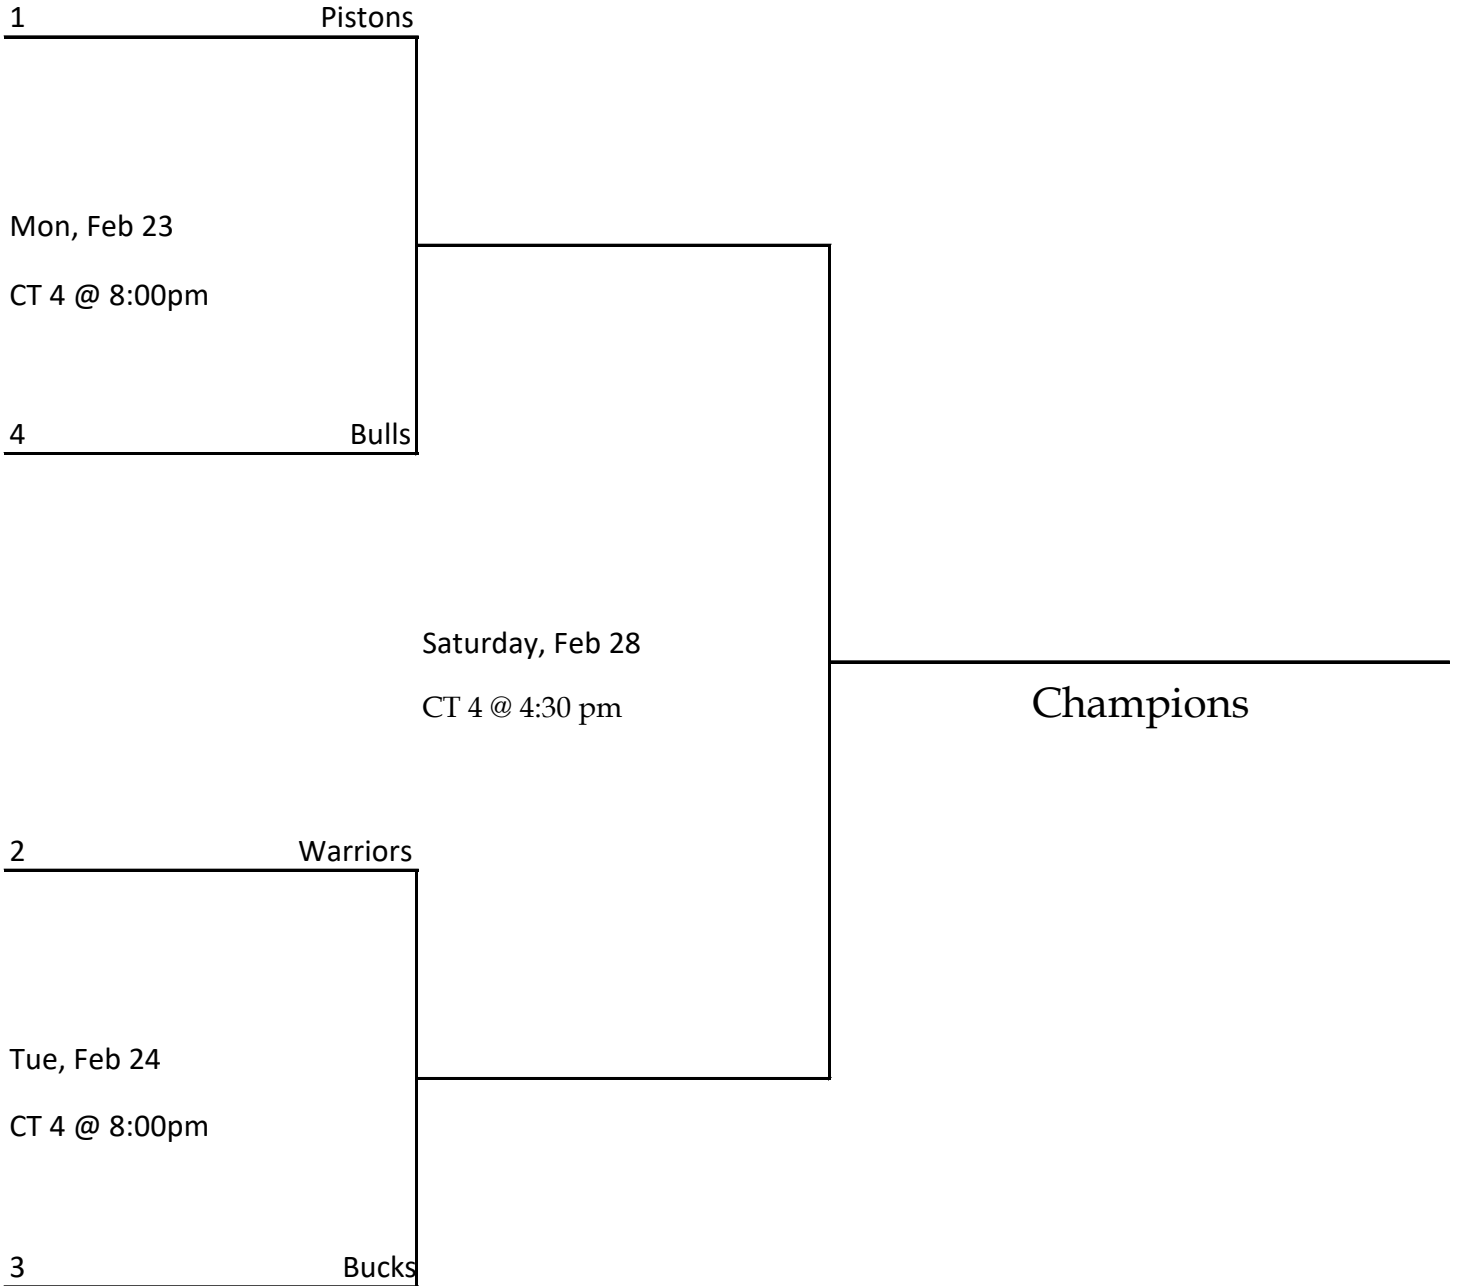 1 Pistons
Mon, Feb 23
CT 4 @ 8:00pm
4 Bulls
Saturday, Feb 28
CT 4 @ 4:30 pm
Champions
2 Warriors
Tue, Feb 24
CT 4 @ 8:00pm
3 Bucks